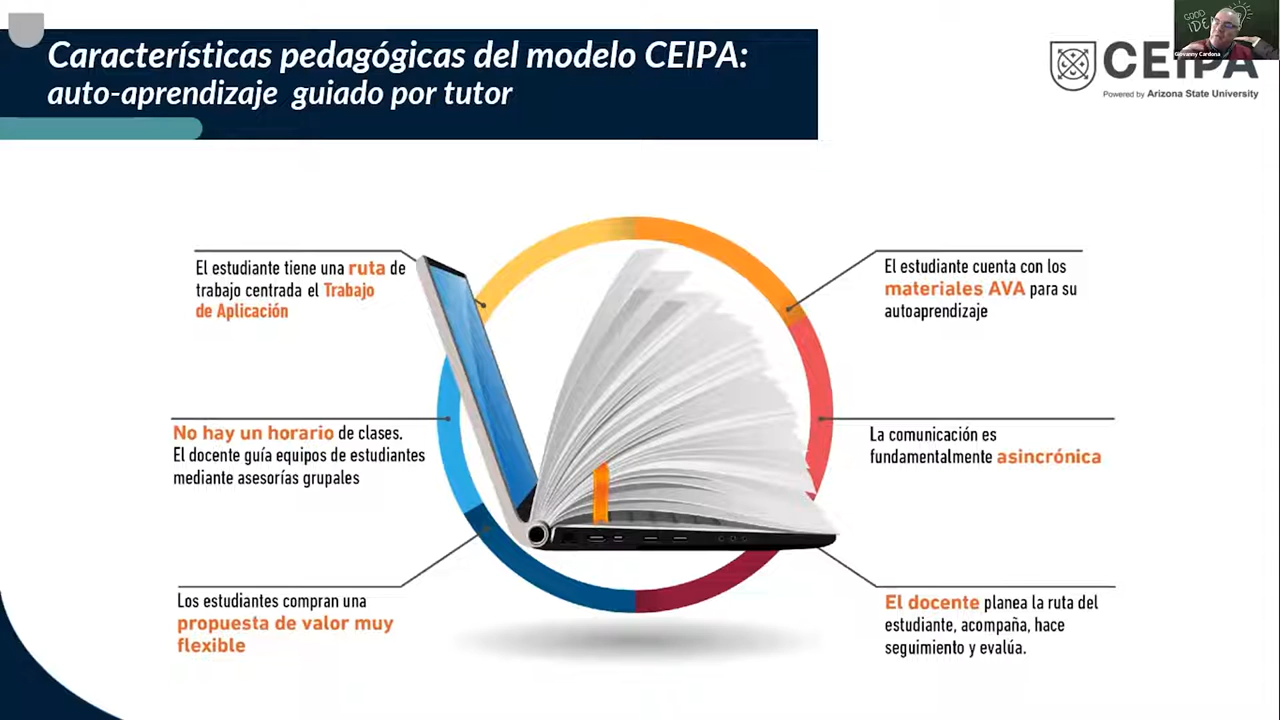 Características pedagógicas del modelo CEIPA:
auto-aprendizaje guiado por tutor
GOOD
IDE
Giovanny Cardona
CEIPA
Powered by Arizona State University
El estudiante tiene una ruta de
trabajo centrada el Trabajo
de Aplicación
El estudiante cuenta con los
materiales AVA para su
autoaprendizaje
No hay un horario de clases.
El docente guía equipos de estudiantes
mediante asesorías grupales
La comunicación es
fundamentalmente asincrónica
Los estudiantes compran una
propuesta de valor muy
flexible
El docente planea la ruta del
estudiante, acompaña, hace
seguimiento y evalúa.